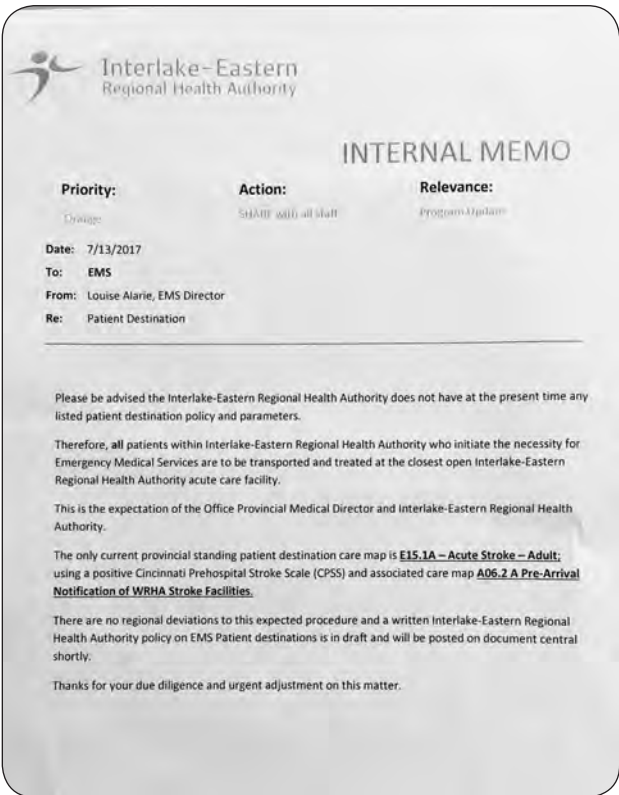 Interlake-Eastern
Regional Health Authority
INTERNAL MEMO
Priority: Action: Relevance:
Orange SHARE with all staff Program Update
Date: 7/13/2017
To: EMS
From: Louise Alarie, EMS Director
Re: Patient Destination
Please be advised the Interlake-Eastern Regional Health Authority does not have at the present time any
listed patient destination policy and parameters.
Therefore, all patients within Interlake-Eastern Regional Health Authority who initiate the necessity for
Emergency Medical Services are to be transported and treated at the closest open Interlake-Eastern
Regional Health Authority acute care facility.
This is the expectation of the Office Provincial Medical Director and Interlake-Eastern Regional Health
Authority.
The only current provincial standing patient destination care map is E15.1A – Acute Stroke – Adult;
using a positive Cincinnati Prehospital Stroke Scale (CPSS) and associated care map A06.2 A Pre-Arrival
Notification of WRHA Stroke Facilities.
There are no regional deviations to this expected procedure and a written Interlake-Eastern Regional
Health Authority policy on EMS Patient destinations is in draft and will be posted on document central
shortly.
Thanks for your due diligence and urgent adjustment on this matter.